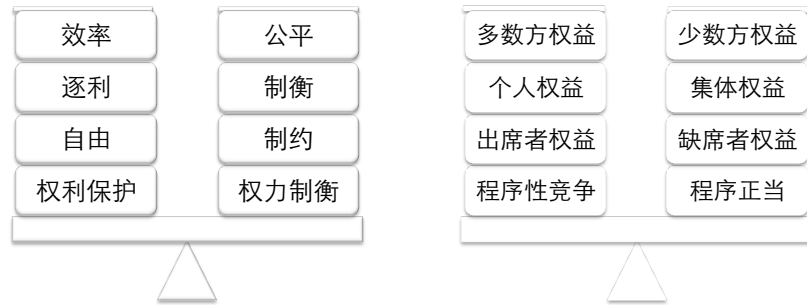 效率 公平 多数方权益 少数方权益
逐利 制衡 个人权益 集体权益
自由 制约 出席者权益 缺席者权益
权利保护 权力制衡 程序性竞争 程序正当